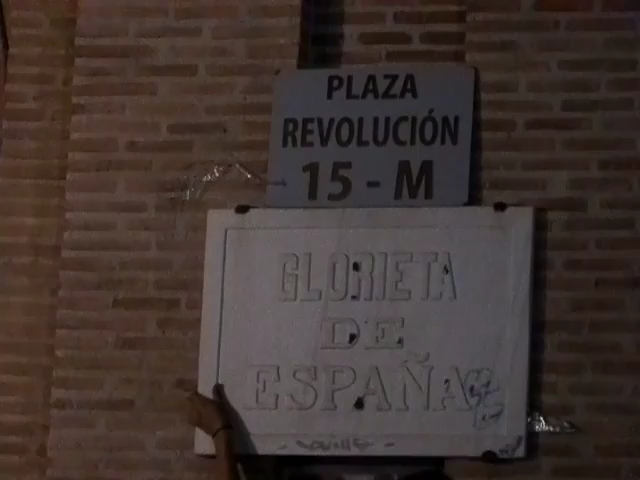 PLAZA
REVOLUCIÓN
15 - M
GLORIETA
DE
ESPAÑA